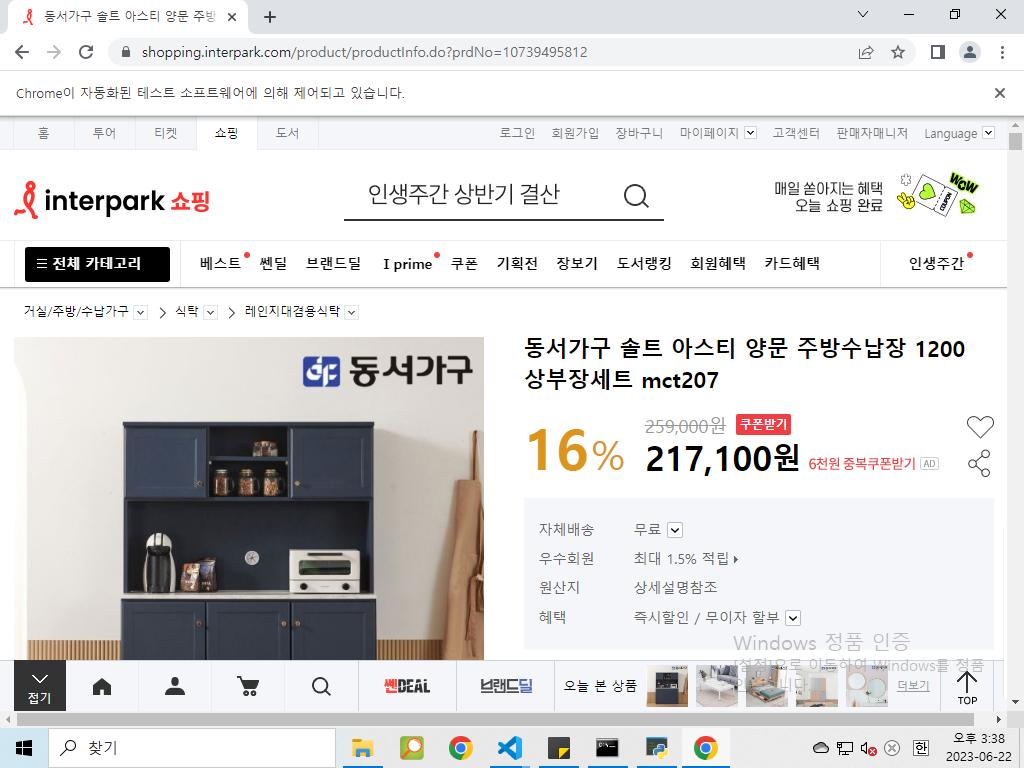 동서가구 솔트 아스티 양문 주방
shopping.interpark.com/product/productInfo.do?prdNo=10739495812
Chrome이 자동화된 테스트 소프트웨어에 의해 제어되고 있습니다.
홈 투어 티켓 쇼핑 도서 로그인 회원가입 장바구니 마이페이지 고객센터 판매자매니저 Language
interpark 쇼핑 인생주간 상반기 결산
매일 쏟아지는 혜택
오늘 쇼핑 완료
WOW
COUPON
전체 카테고리 베스트 쎈딜 브랜드딜 I prime 쿠폰 기획전 장보기 도서랭킹 회원혜택 카드혜택 인생주간
거실/주방/수납가구 식탁 레인지대겸용식탁
동서가구
동서가구 솔트 아스티 양문 주방수납장 1200
상부장세트 mct207
16% 259,000원 쿠폰받기
217,100원 6천원 중복쿠폰받기 AD
자체배송 무료
우수회원 최대 1.5% 적립
원산지 상세설명참조
혜택 즉시할인 / 무이자 할부
Windows 정품 인증
[설정]으로 이동하여 Windows를 정품
접기 쎈DEAL 브랜드딜 오늘 본 상품 더보기 TOP
찾기
한
오후 3:38
2023-06-22